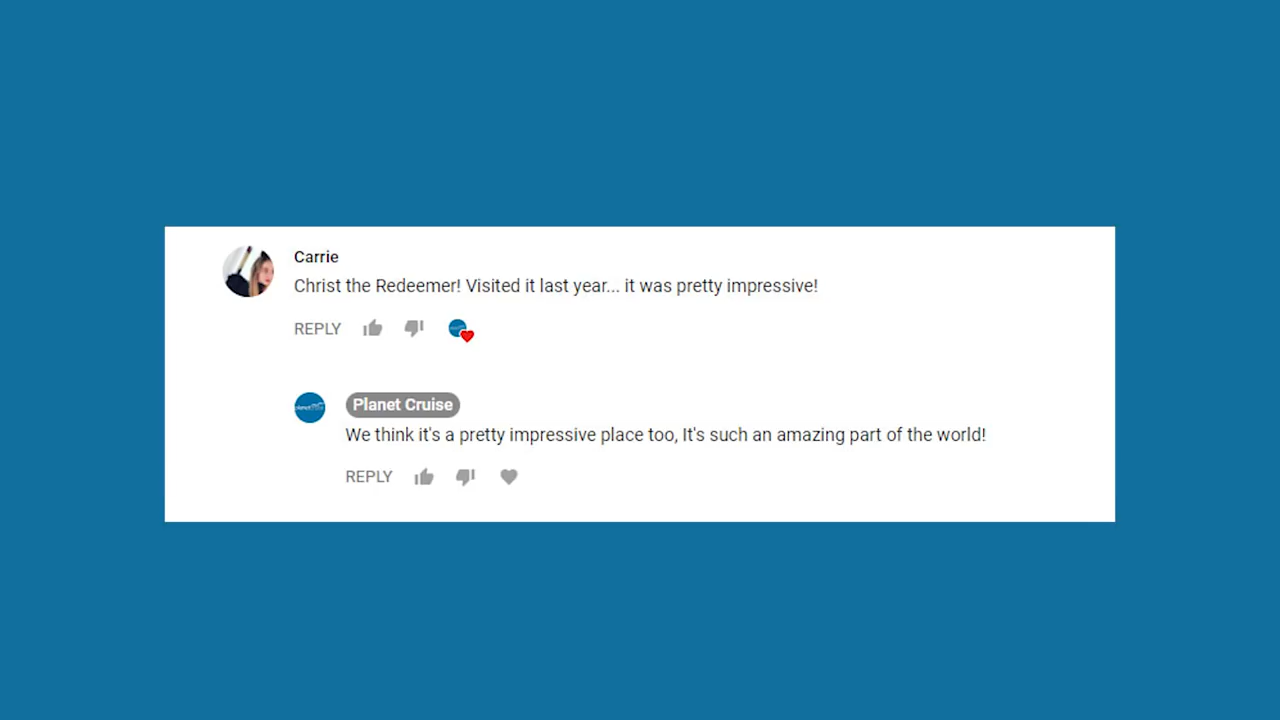 Carrie
Christ the Redeemer! Visited it last year... it was pretty impressive!
REPLY
Planet Cruise
We think it's a pretty impressive place too, It's such an amazing part of the world!
REPLY